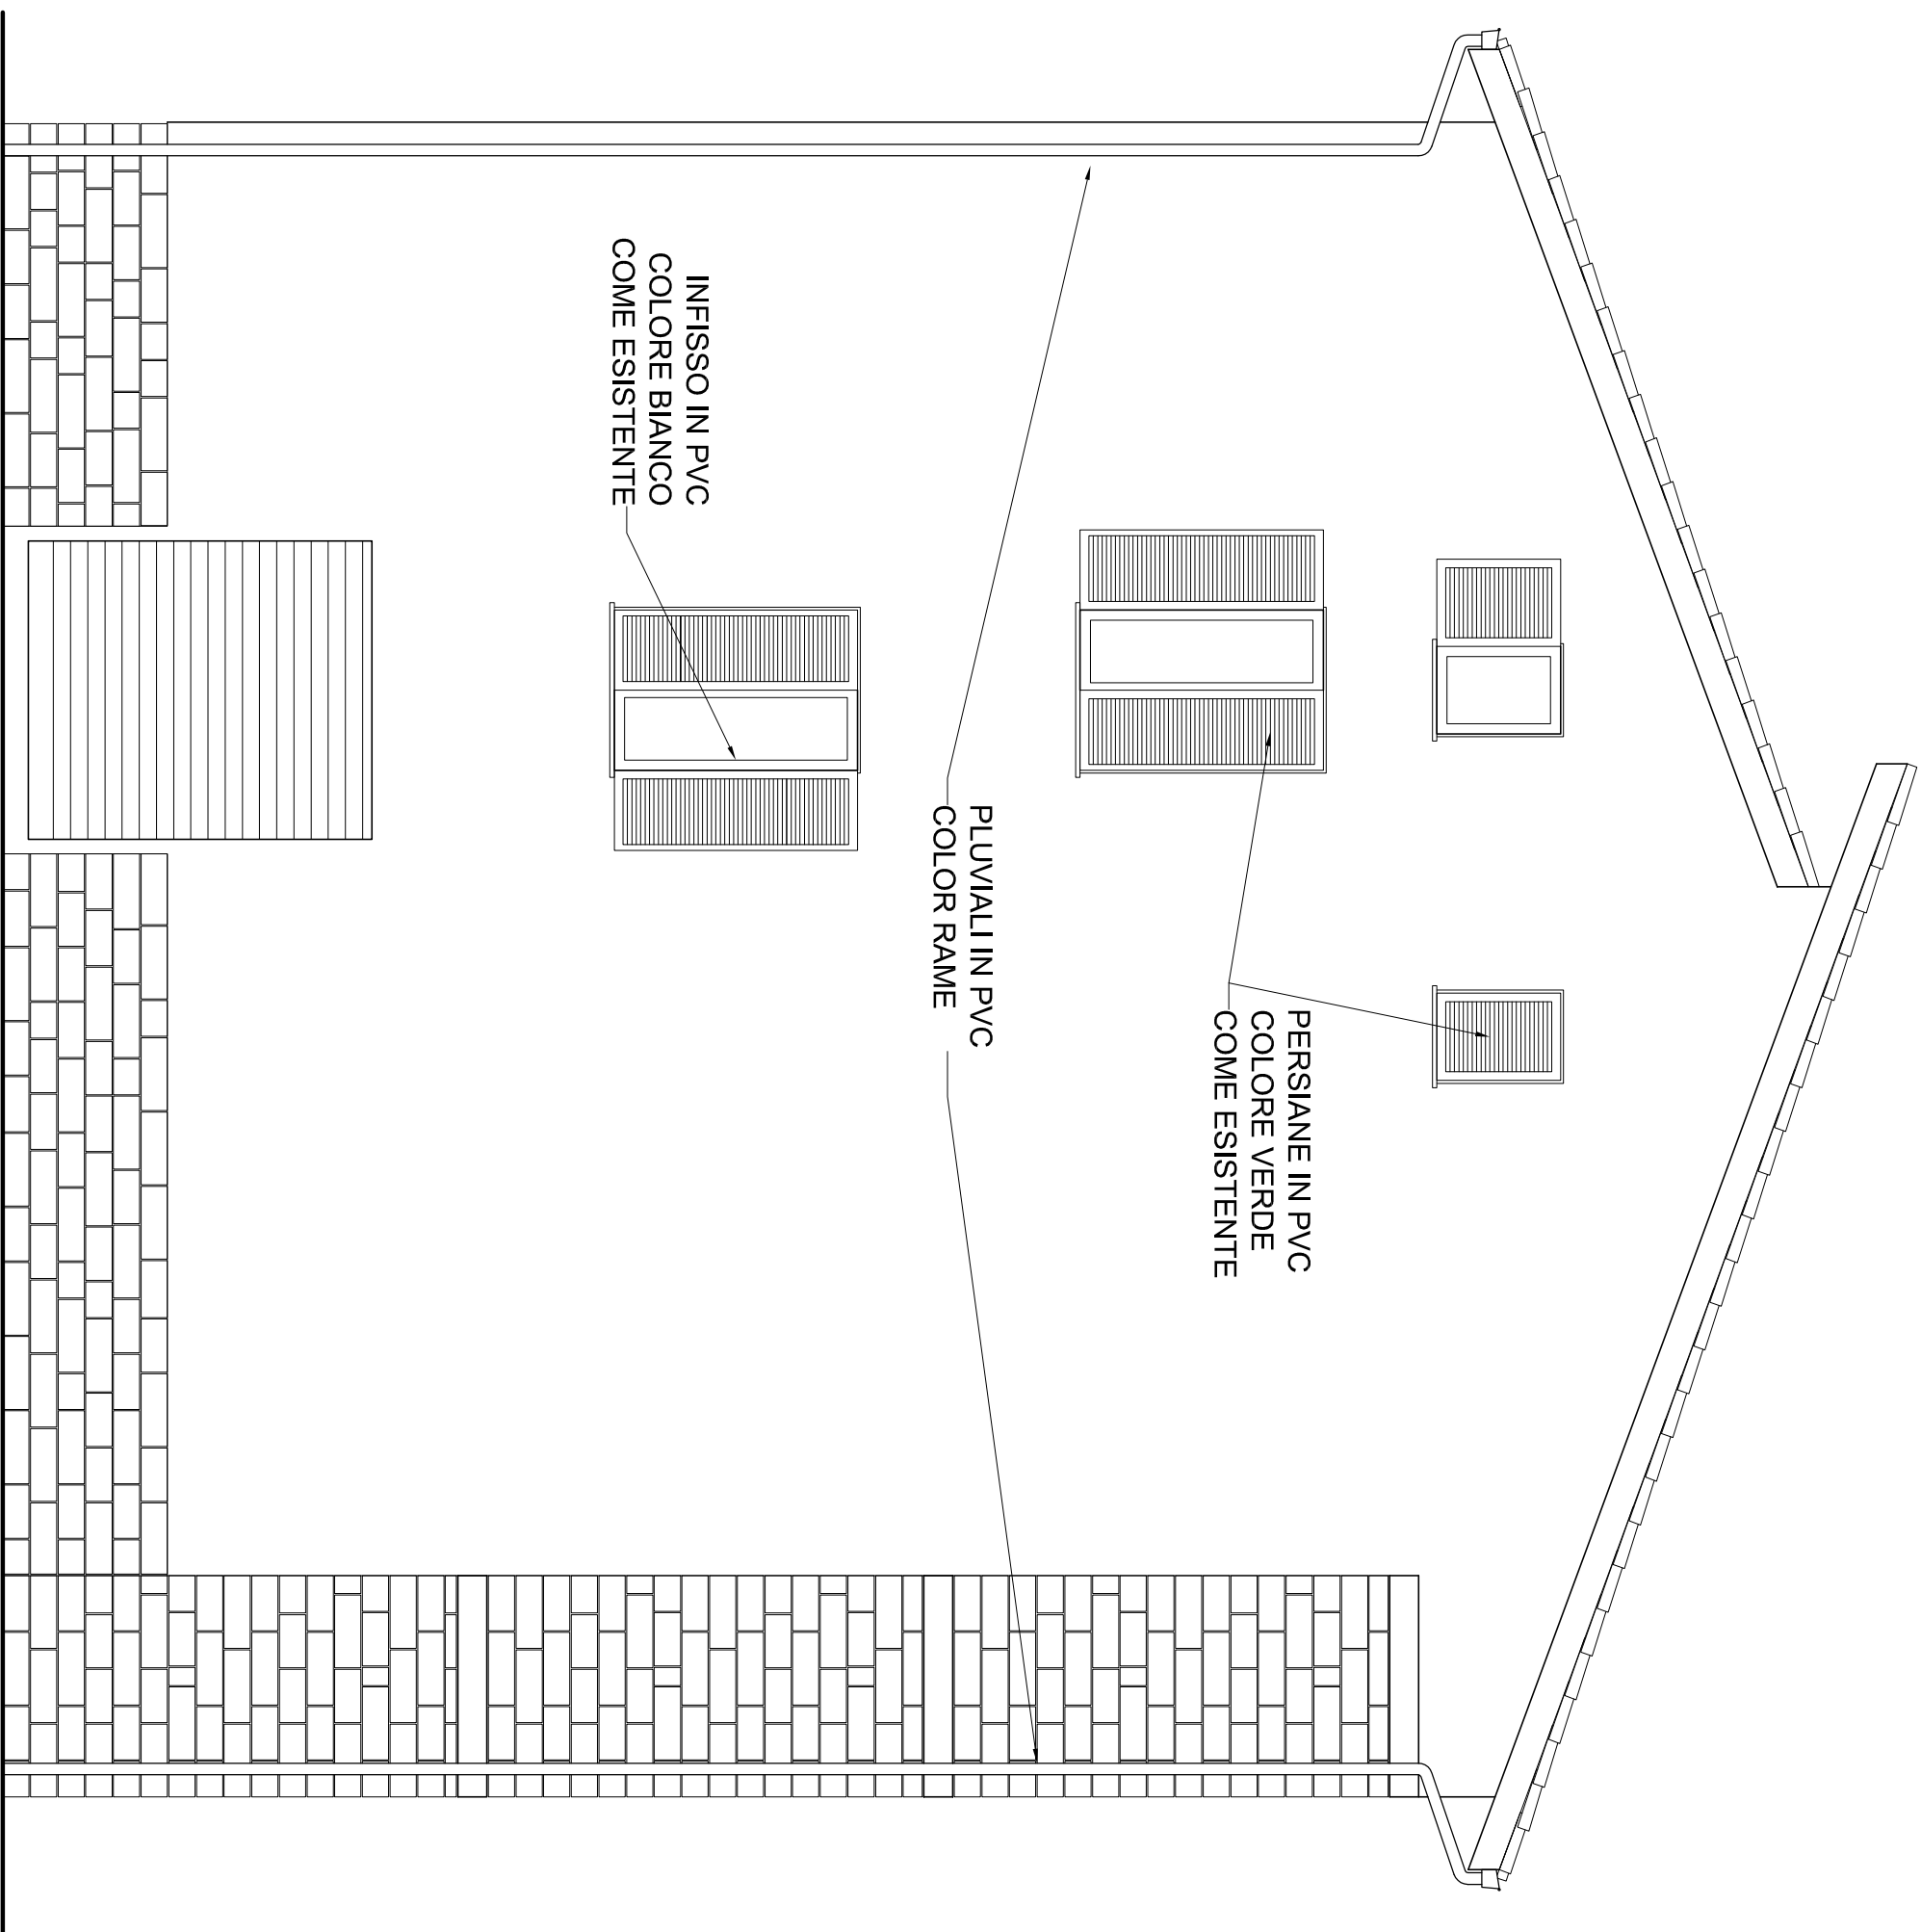 PERSIANE IN PVC
COLORE VERDE
COME ESISTENTE
PLUVIALI IN PVC
COLOR RAME
INFISSO IN PVC
COLORE BIANCO
COME ESISTENTE